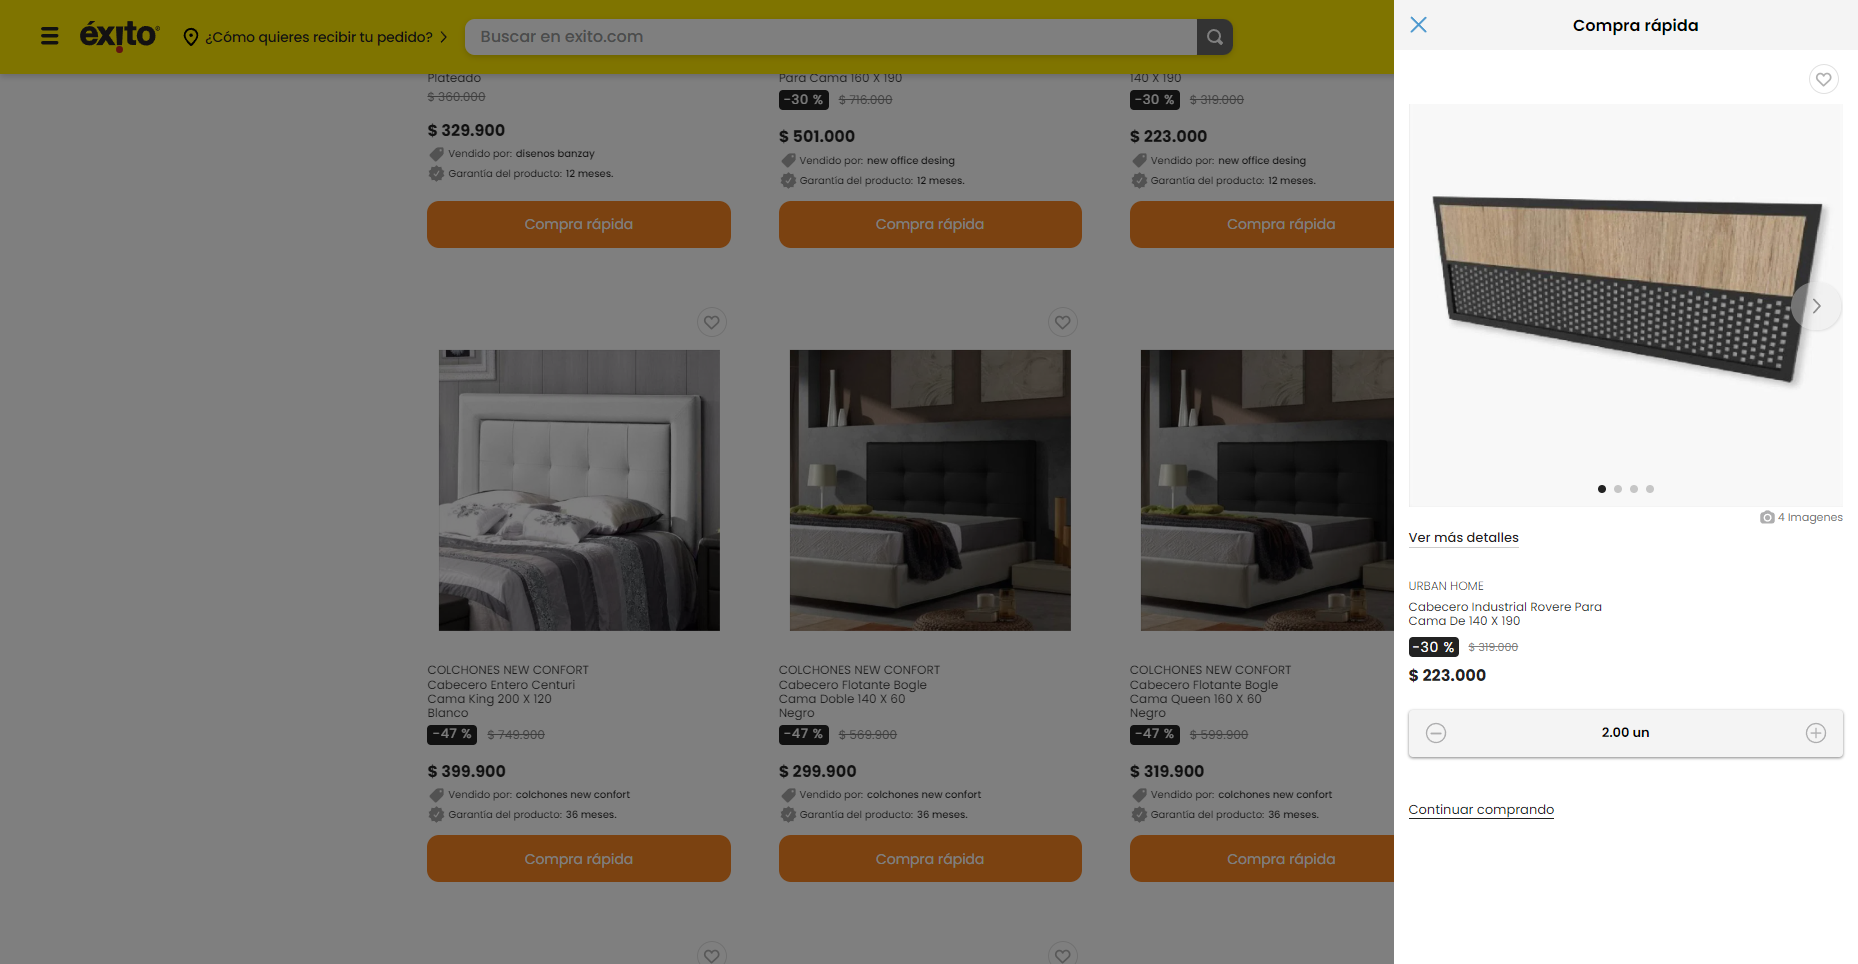 éxito
¿Cómo quieres recibir tu pedido?
Buscar en exito.com
Plateado
$ 360.000
$ 329.900
Vendido por: disenos banzay
Garantía del producto: 12 meses.
Compra rápida
Para Cama 160 X 190
-30 % $ 716.000
$ 501.000
Vendido por: new office desing
Garantía del producto: 12 meses.
Compra rápida
140 X 190
-30 % $ 319.000
$ 223.000
Vendido por: new office desing
Garantía del producto: 12 meses.
Compra rápida
COLCHONES NEW CONFORT
Cabecero Entero Centuri
Cama King 200 X 120
Blanco
-47 % $ 749.900
$ 399.900
Vendido por: colchones new confort
Garantía del producto: 36 meses.
Compra rápida
COLCHONES NEW CONFORT
Cabecero Flotante Bogle
Cama Doble 140 X 60
Negro
-47 % $ 569.900
$ 299.900
Vendido por: colchones new confort
Garantía del producto: 36 meses.
Compra rápida
COLCHONES NEW CONFORT
Cabecero Flotante Bogle
Cama Queen 160 X 60
Negro
-47 % $ 599.900
$ 319.900
Vendido por: colchones new confort
Garantía del producto: 36 meses.
Compra rápida
Compra rápida
4 Imagenes
Ver más detalles
URBAN HOME
Cabecero Industrial Rovere Para
Cama De 140 X 190
-30 % $ 319.000
$ 223.000
2.00 un
Continuar comprando